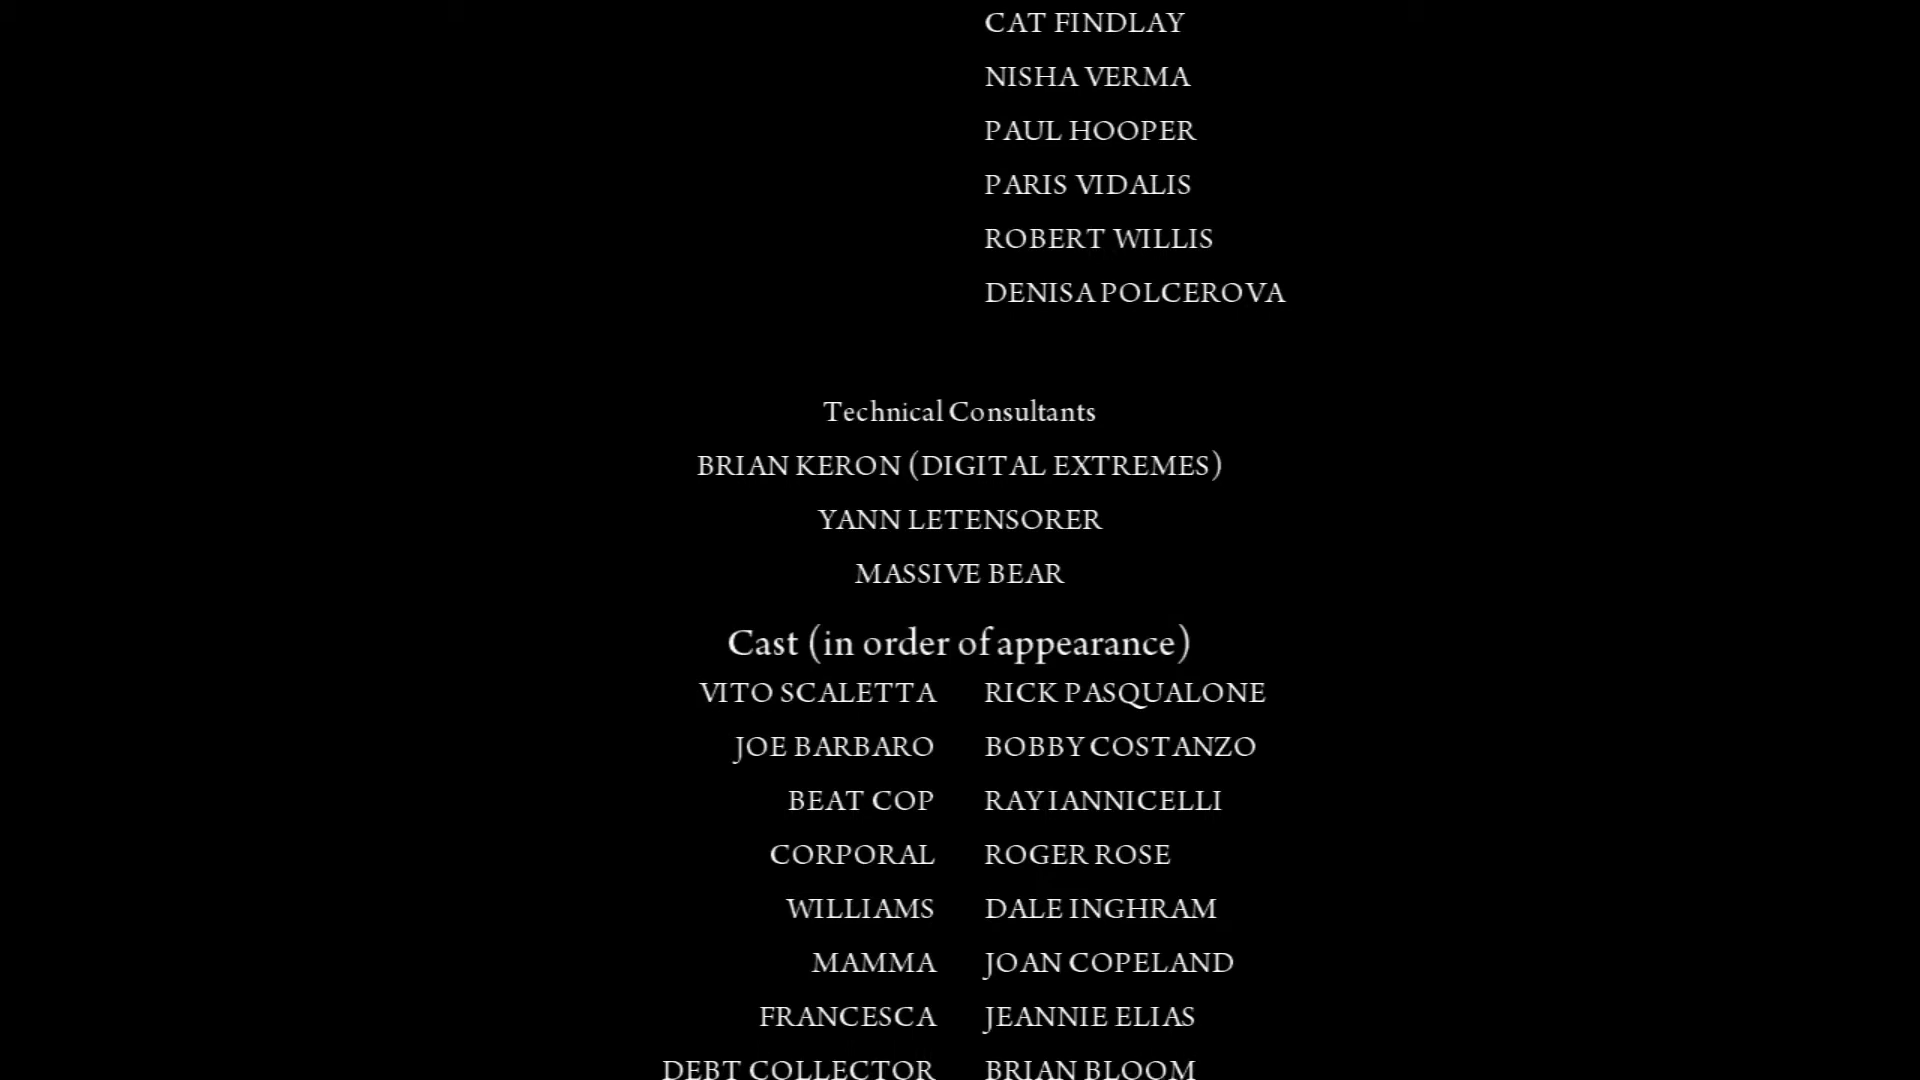 CAT FINDLAY
NISHA VERMA
PAUL HOOPER
PARIS VIDALIS
ROBERT WILLIS
DENISA POLCEROVA
Technical Consultants
BRIAN KERON (DIGITAL EXTREMES)
YANN LETENSORER
MASSIVE BEAR
Cast (in order of appearance)
VITO SCALETTA RICK PASQUALONE
JOE BARBARO BOBBY COSTANZO
BEAT COP RAY IANNICELLI
CORPORAL ROGER ROSE
WILLIAMS DALE INGHRAM
MAMMA JOAN COPELAND
FRANCESCA JEANNIE ELIAS
DEBT COLLECTOR BRIAN BLOOM